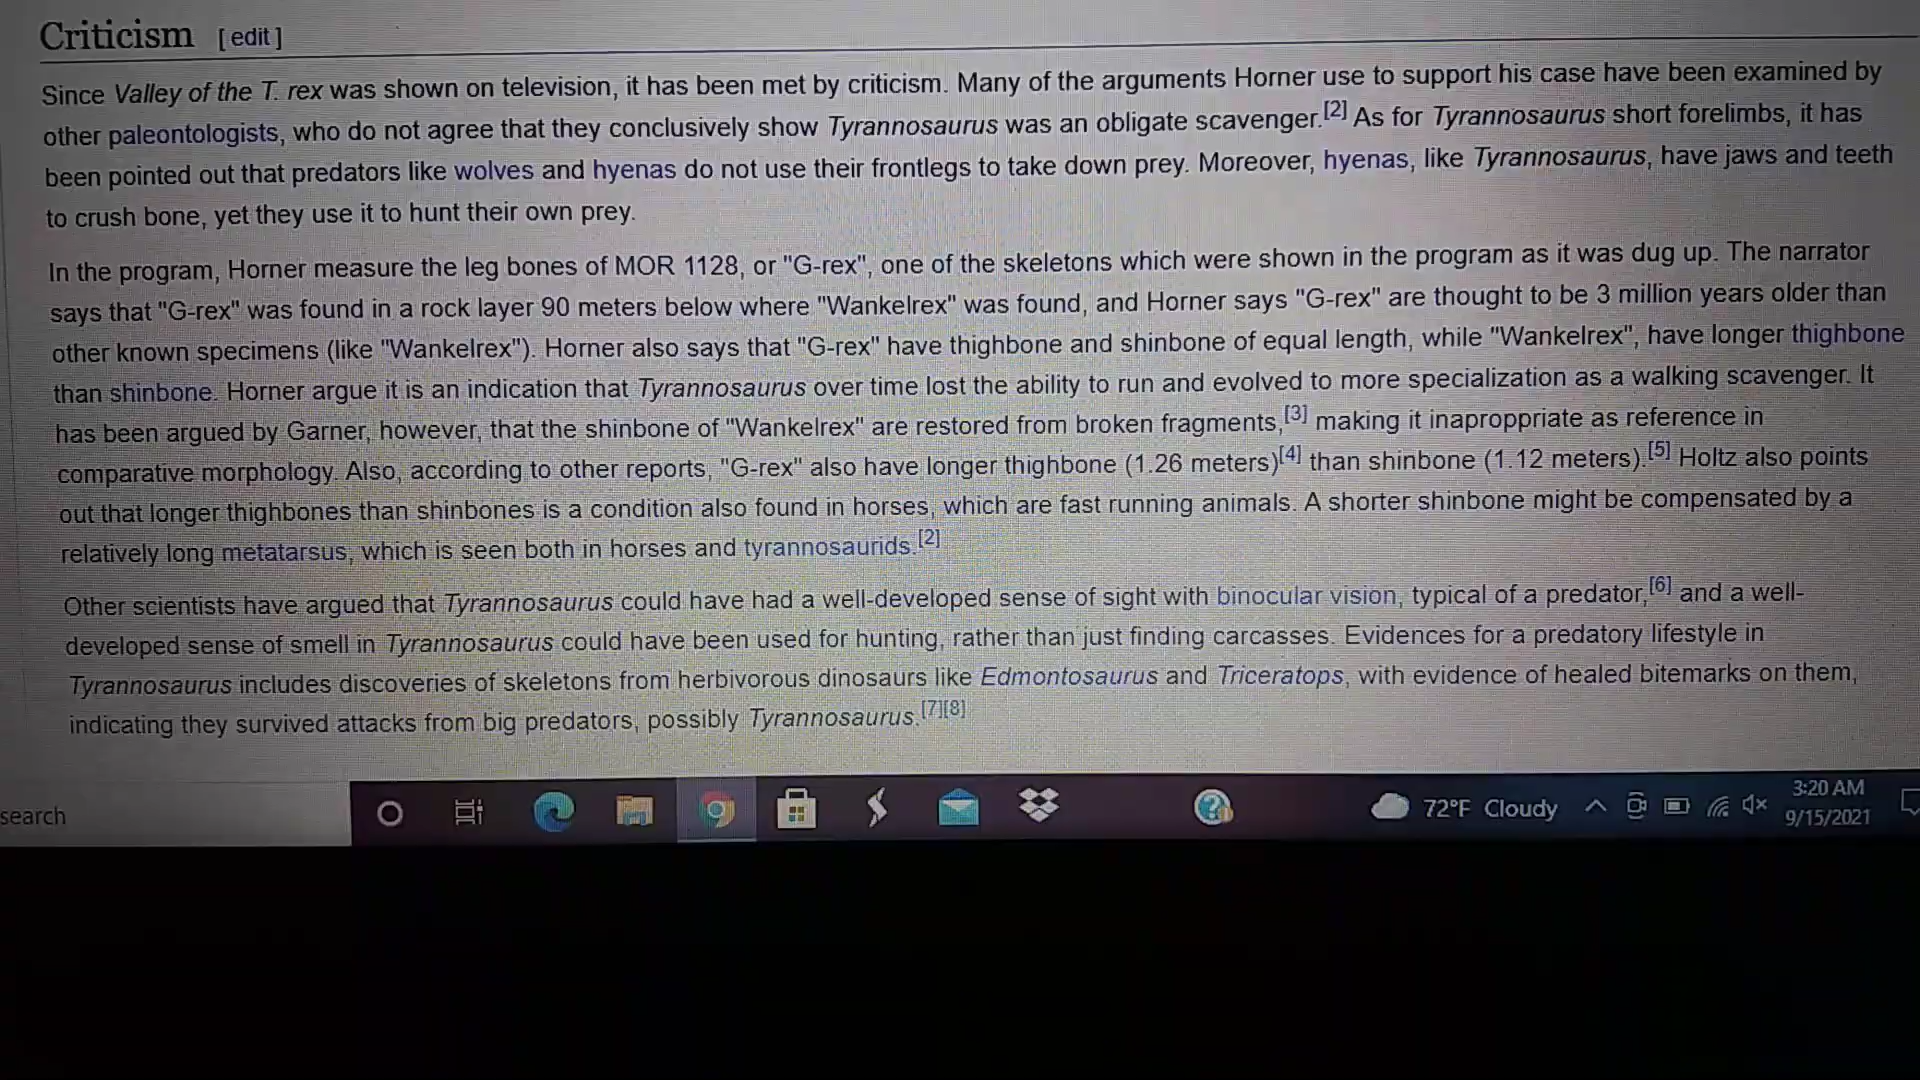 Criticism [ edit ]
Since Valley of the T. rex was shown on television, it has been met by criticism. Many of the arguments Horner use to support his case have been examined by
other paleontologists, who do not agree that they conclusively show Tyrannosaurus was an obligate scavenger.[2] As for Tyrannosaurus short forelimbs, it has
been pointed out that predators like wolves and hyenas do not use their frontlegs to take down prey. Moreover, hyenas, like Tyrannosaurus, have jaws and teeth
to crush bone, yet they use it to hunt their own prey.
In the program, Horner measure the leg bones of MOR 1128, or "G-rex", one of the skeletons which were shown in the program as it was dug up. The narrator
says that "G-rex" was found in a rock layer 90 meters below where "Wankelrex" was found, and Horner says "G-rex" are thought to be 3 million years older than
other known specimens (like "Wankelrex"). Horner also says that "G-rex" have thighbone and shinbone of equal length, while "Wankelrex", have longer thighbone
than shinbone. Horner argue it is an indication that Tyrannosaurus over time lost the ability to run and evolved to more specialization as a walking scavenger. It
has been argued by Garner, however, that the shinbone of "Wankelrex" are restored from broken fragments,[3] making it inaproppriate as reference in
comparative morphology. Also, according to other reports, "G-rex" also have longer thighbone (1.26 meters)[4] than shinbone (1.12 meters).[5] Holtz also points
out that longer thighbones than shinbones is a condition also found in horses, which are fast running animals. A shorter shinbone might be compensated by a
relatively long metatarsus, which is seen both in horses and tyrannosaurids.[2]
Other scientists have argued that Tyrannosaurus could have had a well-developed sense of sight with binocular vision, typical of a predator,[6] and a well-
developed sense of smell in Tyrannosaurus could have been used for hunting, rather than just finding carcasses. Evidences for a predatory lifestyle in
Tyrannosaurus includes discoveries of skeletons from herbivorous dinosaurs like Edmontosaurus and Triceratops, with evidence of healed bitemarks on them,
indicating they survived attacks from big predators, possibly Tyrannosaurus.[7][8]
search
72°F Cloudy
3:20 AM
9/15/2021